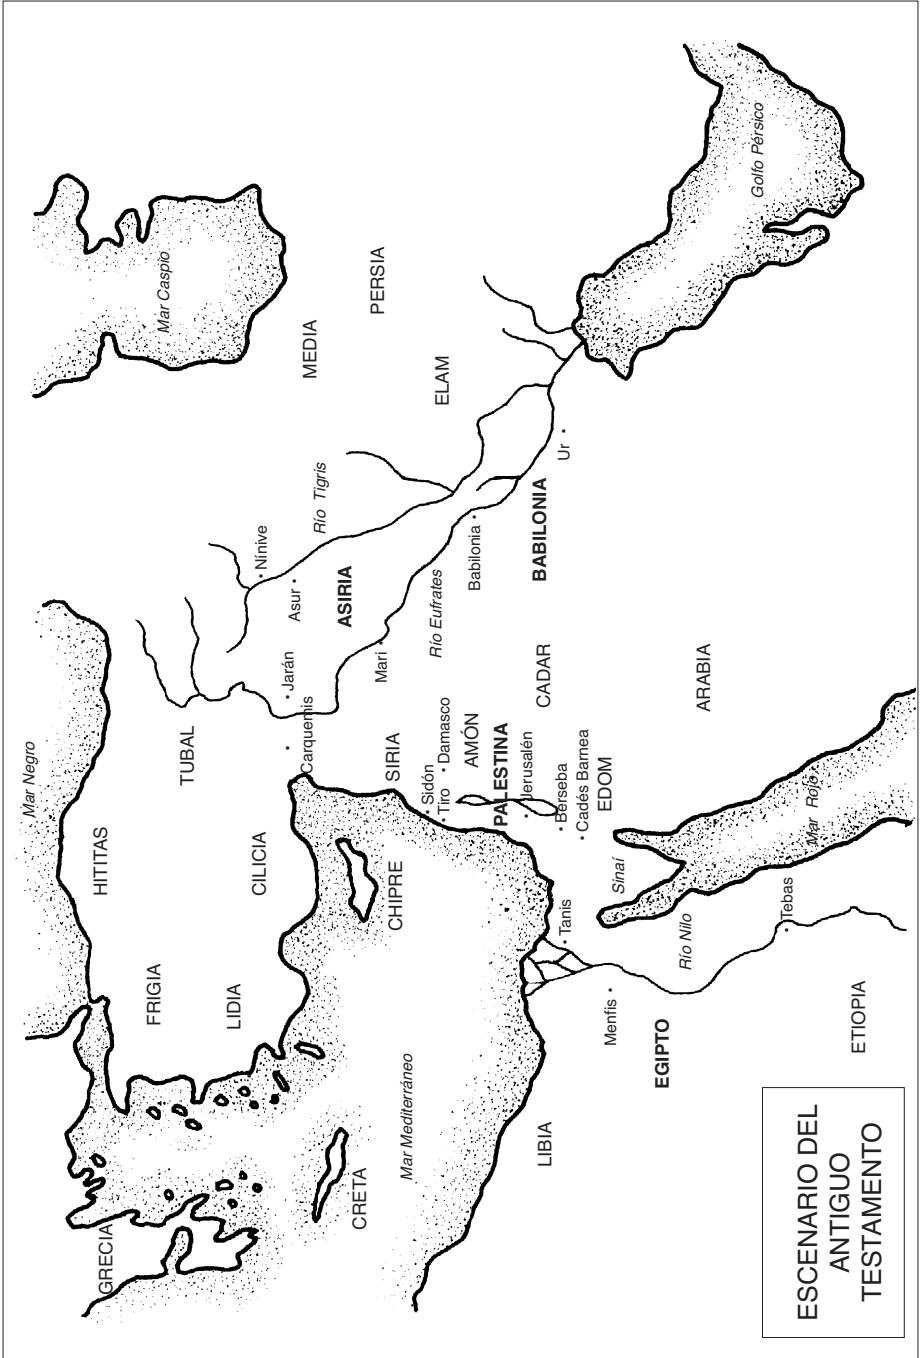 ESCENARIO DEL
ANTIGUO
TESTAMENTO
Mar Negro
Mar Caspio
GRECIA
HITITAS
FRIGIA
TUBAL
LIDIA
CILICIA
Nínive
Asur
Jarán
Carquemis
MEDIA
Río Tigris
ASIRIA
PERSIA
CRETA
CHIPRE
SIRIA
Mari
Mar Mediterráneo
Río Eufrates
ELAM
Sidón
Tiro
Damasco
AMÓN
Babilonia
PALESTINA
Jerusalén
BABILONIA
CADAR
Ur
LIBIA
Berseba
Cadés Barnea
EDOM
Tanis
Sinaí
Menfis
EGIPTO
Río Nilo
ARABIA
Golfo Pérsico
Tebas
Mar Rojo
ETIOPIA